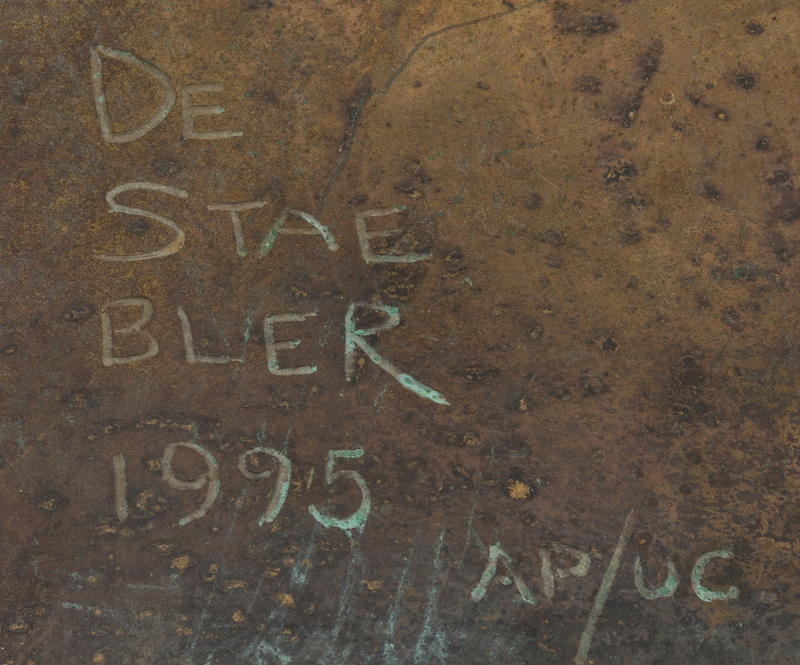 DE
STAE
BLER
1995
AP/UC